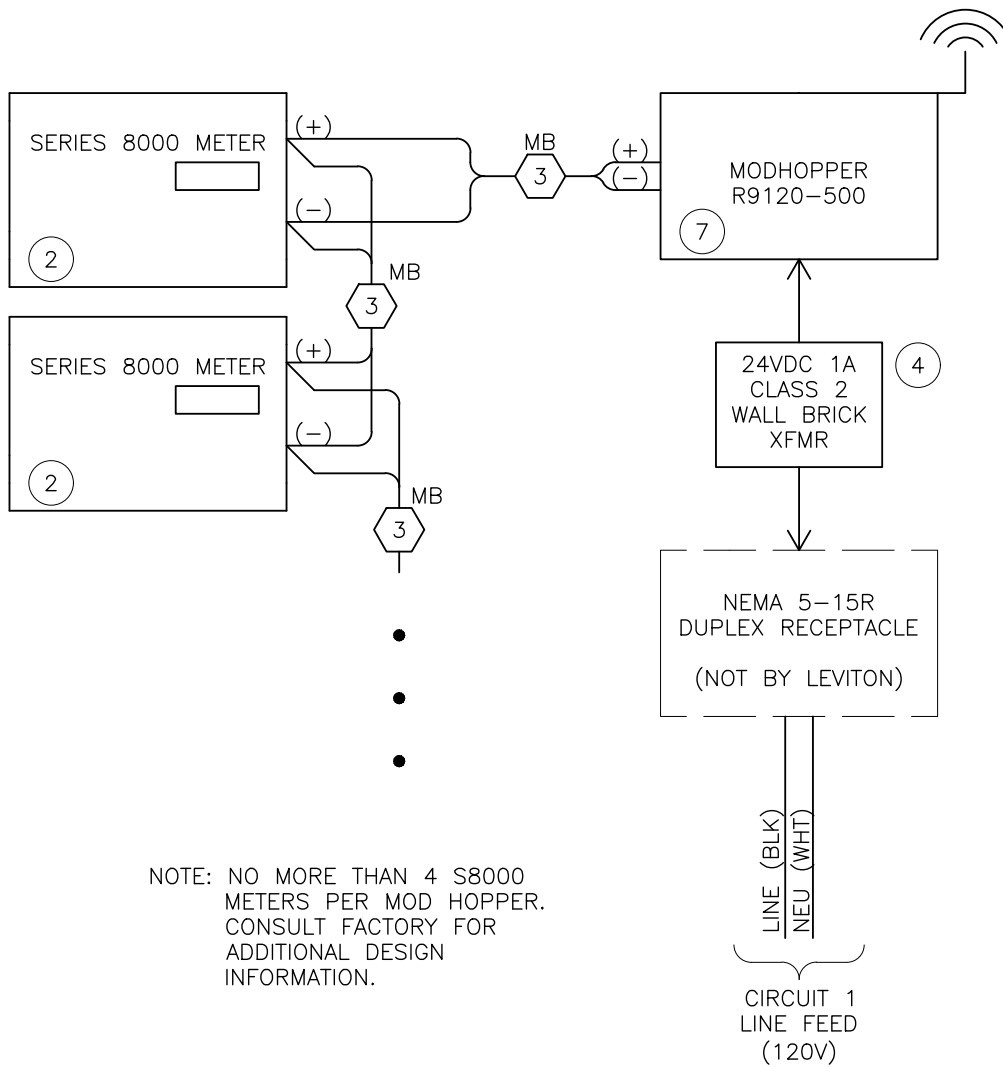 SERIES 8000 METER
(+)
(-)
2
MB
3
(+)
(-)
MODHOPPER
R9120-500
7
MB
3
SERIES 8000 METER
(+)
(-)
2
MB
3
24VDC 1A
CLASS 2
WALL BRICK
XFMR
4
NEMA 5-15R
DUPLEX RECEPTACLE
(NOT BY LEVITON)
LINE (BLK)
NEU (WHT)
CIRCUIT 1
LINE FEED
(120V)
NOTE: NO MORE THAN 4 S8000
METERS PER MOD HOPPER.
CONSULT FACTORY FOR
ADDITIONAL DESIGN
INFORMATION.